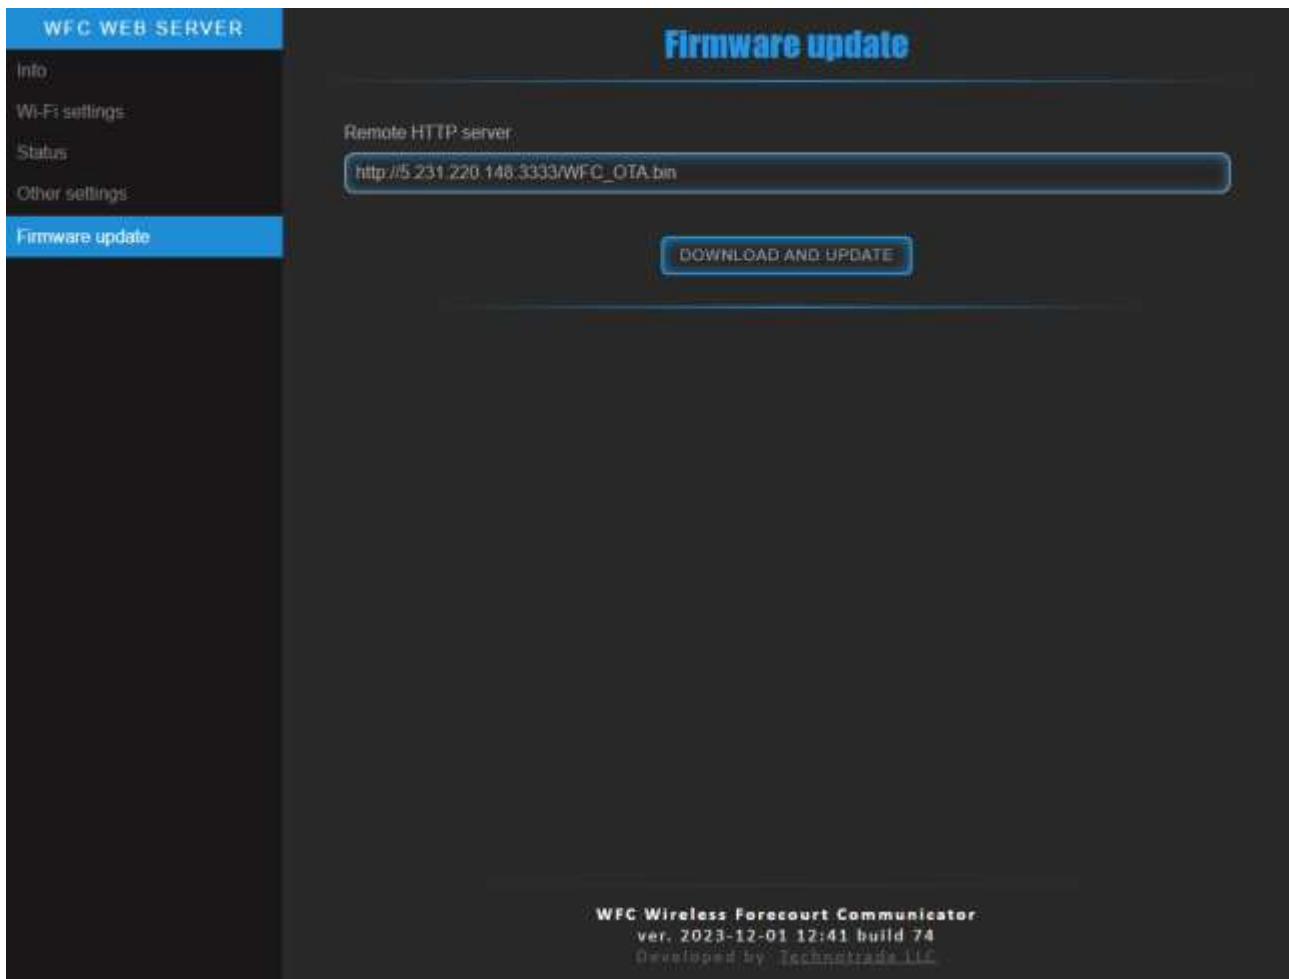 WFC WEB SERVER
Info
Wi-Fi settings
Status
Other settings
Firmware update
Firmware update
Remote HTTP server
http://5.231.220.148:3333/WFC_OTA.bin
DOWNLOAD AND UPDATE
WFC Wireless Forecourt Communicator
ver. 2023-12-01 12:41 build 74
Developed by Technotrade LLC